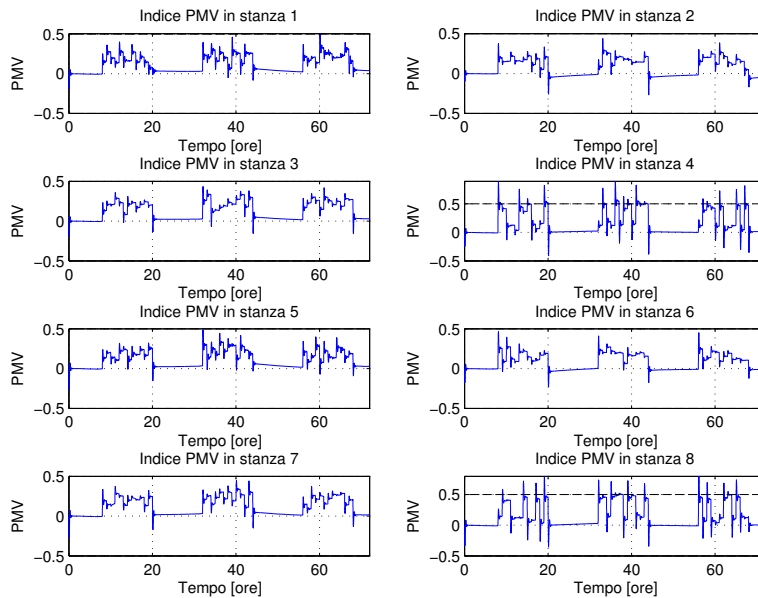 Indice PMV in stanza 1
0.5
0
−0.5
PMV
0 20 40 60
Tempo [ore]
Indice PMV in stanza 2
0.5
0
−0.5
PMV
0 20 40 60
Tempo [ore]
Indice PMV in stanza 3
0.5
0
−0.5
PMV
0 20 40 60
Tempo [ore]
Indice PMV in stanza 4
0.5
0
−0.5
PMV
0 20 40 60
Tempo [ore]
Indice PMV in stanza 5
0.5
0
−0.5
PMV
0 20 40 60
Tempo [ore]
Indice PMV in stanza 6
0.5
0
−0.5
PMV
0 20 40 60
Tempo [ore]
Indice PMV in stanza 7
0.5
0
−0.5
PMV
0 20 40 60
Tempo [ore]
Indice PMV in stanza 8
0.5
0
−0.5
PMV
0 20 40 60
Tempo [ore]